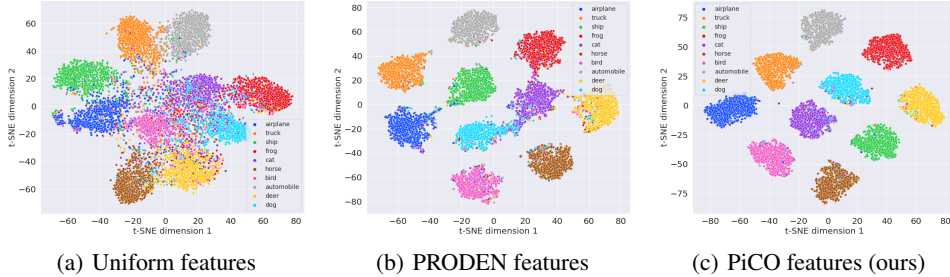 60
40
20
0
−20
−40
−60
t-SNE dimension 2
−60
−40
−20
0
20
40
60
80
t-SNE dimension 1
airplane
truck
ship
frog
cat
horse
bird
automobile
deer
dog
(a) Uniform features
80
60
40
20
0
−20
−40
−60
−80
t-SNE dimension 2
−60
−40
−20
0
20
40
60
80
t-SNE dimension 1
airplane
truck
ship
frog
cat
horse
bird
automobile
deer
dog
(b) PRODEN features
75
50
25
0
−25
−50
−75
t-SNE dimension 2
−80
−60
−40
−20
0
20
40
60
80
t-SNE dimension 1
airplane
truck
ship
frog
cat
horse
bird
automobile
deer
dog
(c) PiCO features (ours)